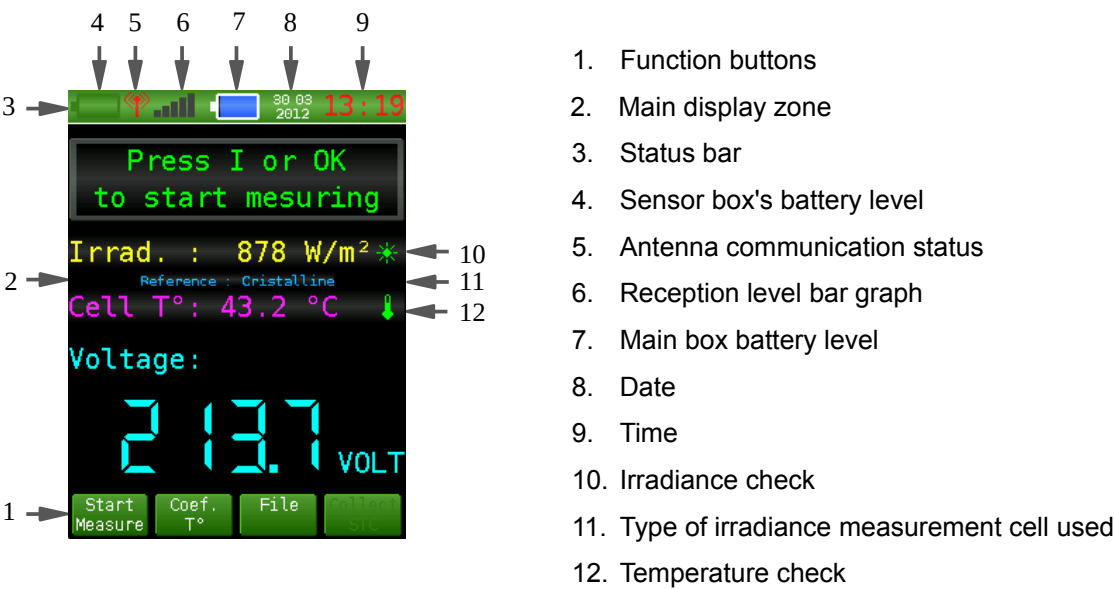 4 5 6 7 8 9
3
30 03
2012
13:19
Press I or OK
to start mesuring
Irrad. : 878 W/m²
10
2
Reference : Cristalline
11
Cell T°: 43.2 °C
12
Voltage:
213.7 VOLT
1
Start
Measure
Coef.
T°
File
Collect
STC
1. Function buttons
2. Main display zone
3. Status bar
4. Sensor box's battery level
5. Antenna communication status
6. Reception level bar graph
7. Main box battery level
8. Date
9. Time
10. Irradiance check
11. Type of irradiance measurement cell used
12. Temperature check